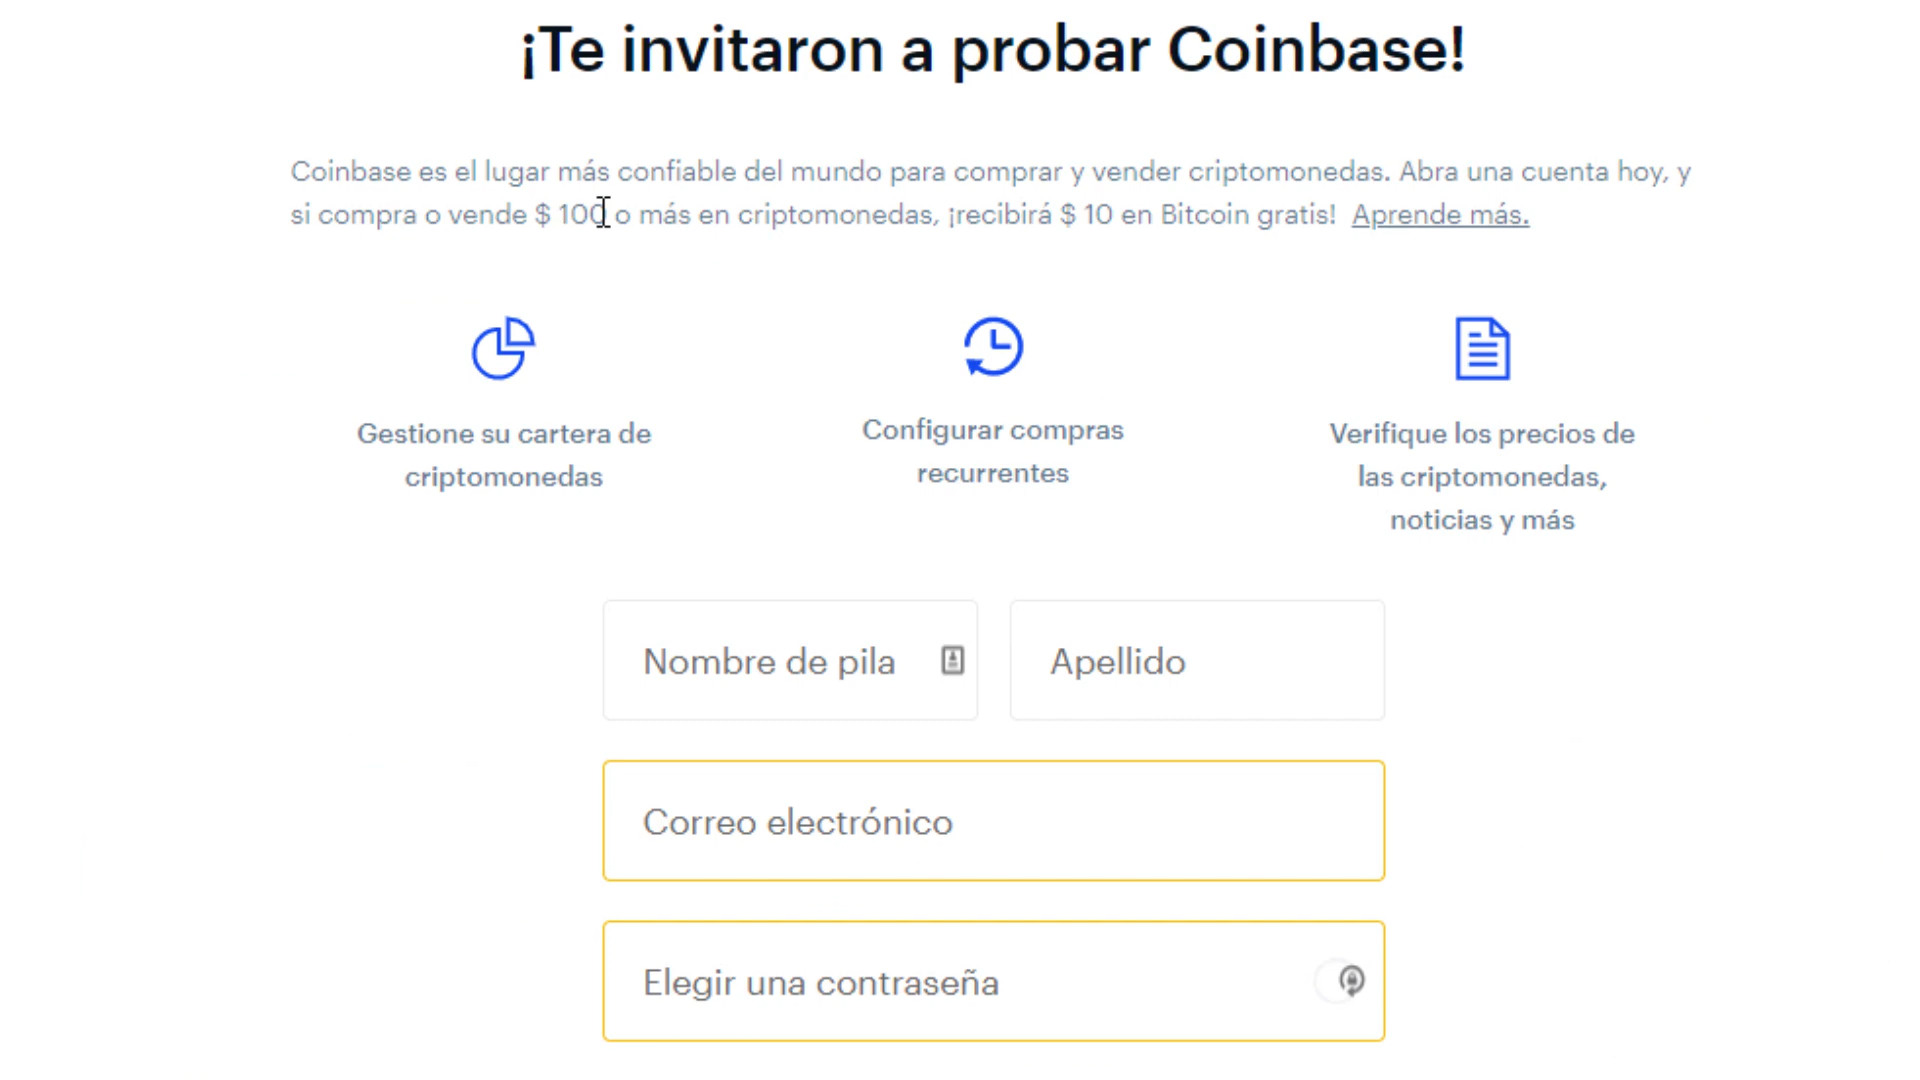 ¡Te invitaron a probar Coinbase!
Coinbase es el lugar más confiable del mundo para comprar y vender criptomonedas. Abra una cuenta hoy, y
si compra o vende $ 100 o más en criptomonedas, ¡recibirá $ 10 en Bitcoin gratis! Aprende más.
Gestione su cartera de
criptomonedas
Configurar compras
recurrentes
Verifique los precios de
las criptomonedas,
noticias y más
Nombre de pila
Apellido
Correo electrónico
Elegir una contraseña